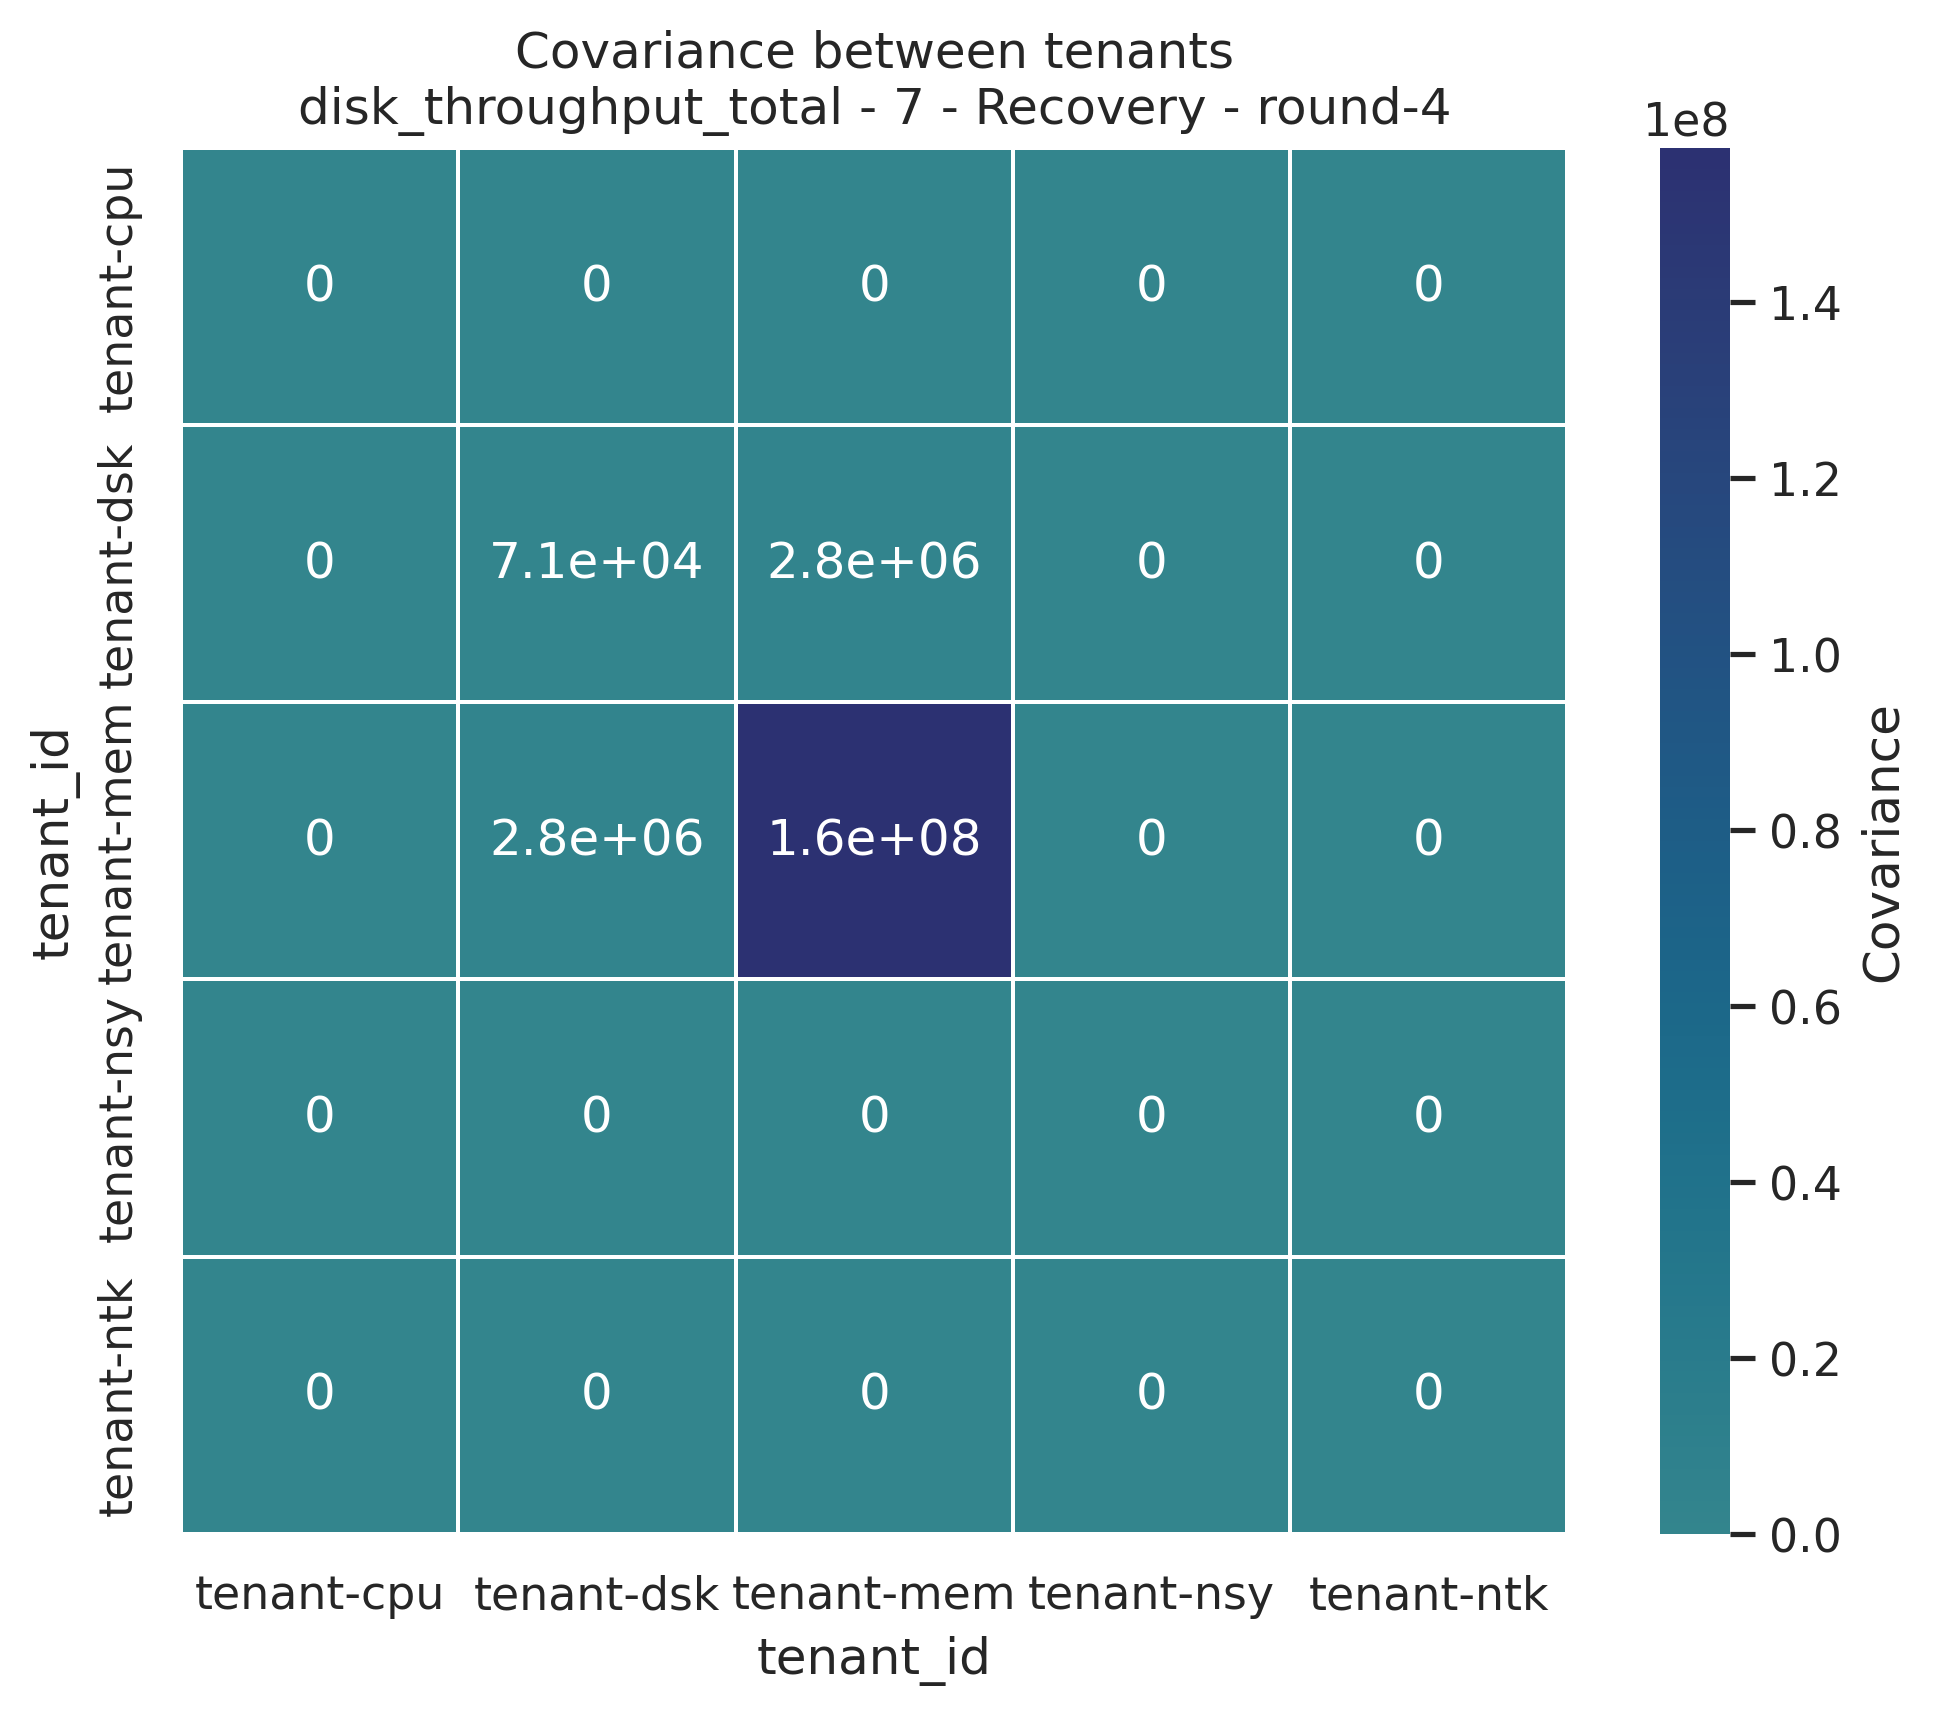 Covariance between tenants
disk_throughput_total - 7 - Recovery - round-4
1e8
tenant-cpu 0 0 0 0 0
tenant-dsk 0 7.1e+04 2.8e+06 0 0
tenant-mem 0 2.8e+06 1.6e+08 0 0
tenant-nsy 0 0 0 0 0
tenant-ntk 0 0 0 0 0
tenant_id
tenant-cpu tenant-dsk tenant-mem tenant-nsy tenant-ntk
tenant_id
1.4
1.2
1.0
0.8
0.6
0.4
0.2
0.0
Covariance